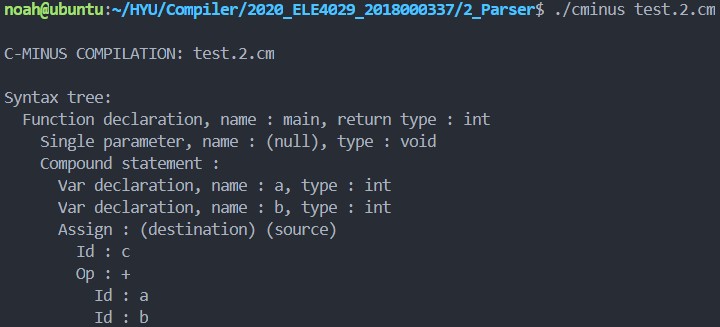 noah@ubuntu:~/HYU/Compiler/2020_ELE4029_2018000337/2_Parser$ ./cminus test.2.cm
C-MINUS COMPILATION: test.2.cm
Syntax tree:
Function declaration, name : main, return type : int
Single parameter, name : (null), type : void
Compound statement :
Var declaration, name : a, type : int
Var declaration, name : b, type : int
Assign : (destination) (source)
Id : c
Op : +
Id : a
Id : b